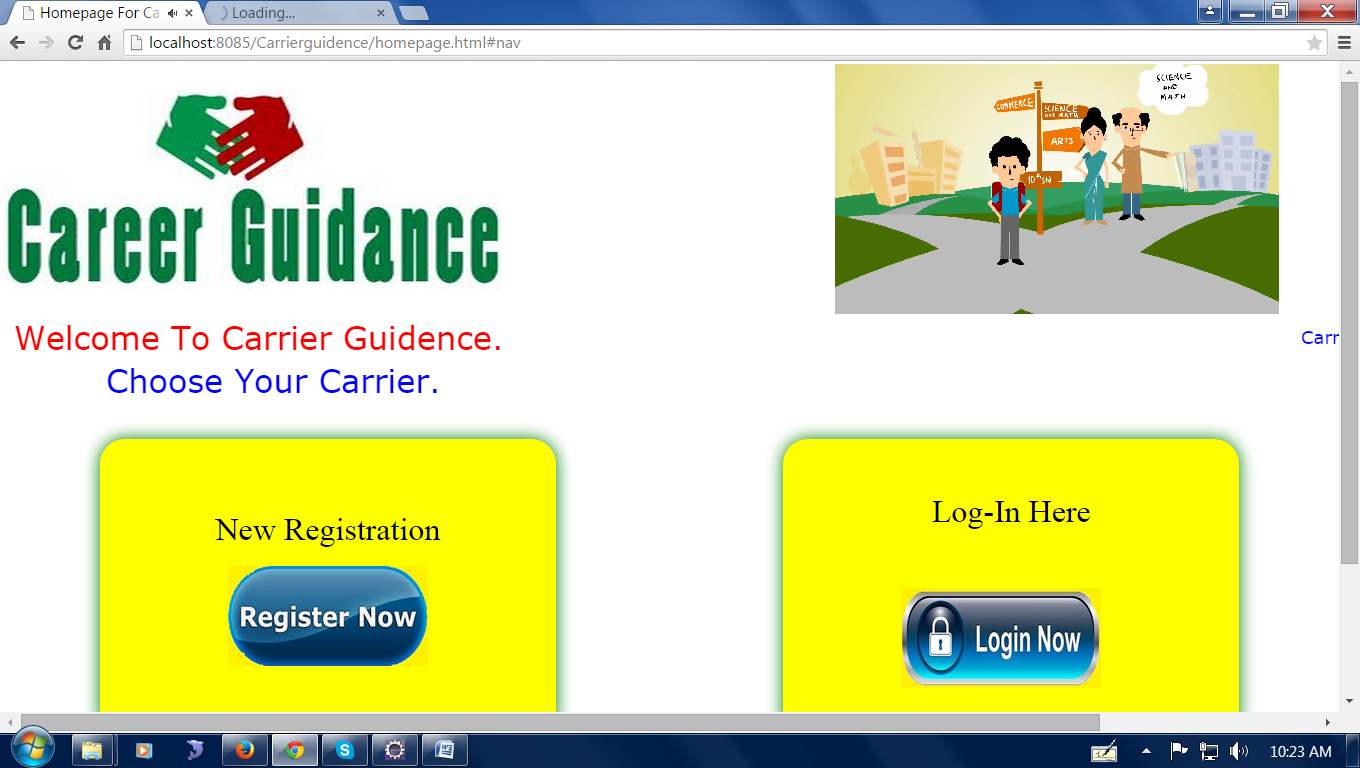 Homepage For Ca
Loading...
localhost:8085/Carrierguidence/homepage.html#nav
Career Guidance
SCIENCE
AND
MATH
COMMERCE
SCIENCE
AND MATH
ARTS
10th Std
Welcome To Carrier Guidence.
Carr
Choose Your Carrier.
New Registration
Register Now
Log-In Here
Login Now
10:23 AM